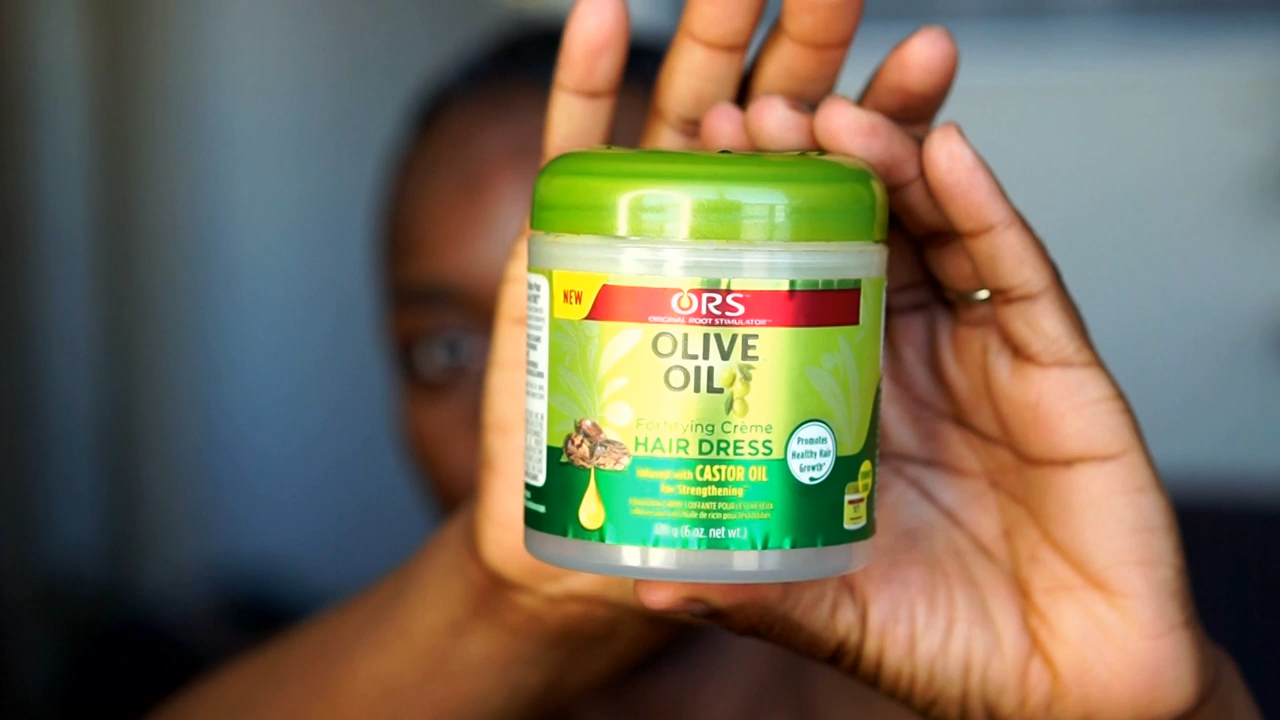 NEW
ORS
ORIGINAL ROOT STIMULATOR™
OLIVE
OIL
Fortifying Crème
HAIR DRESS
Infused with CASTOR OIL
for Strengthening
Promotes
Healthy Hair
Growth*
(6 oz. net wt.)